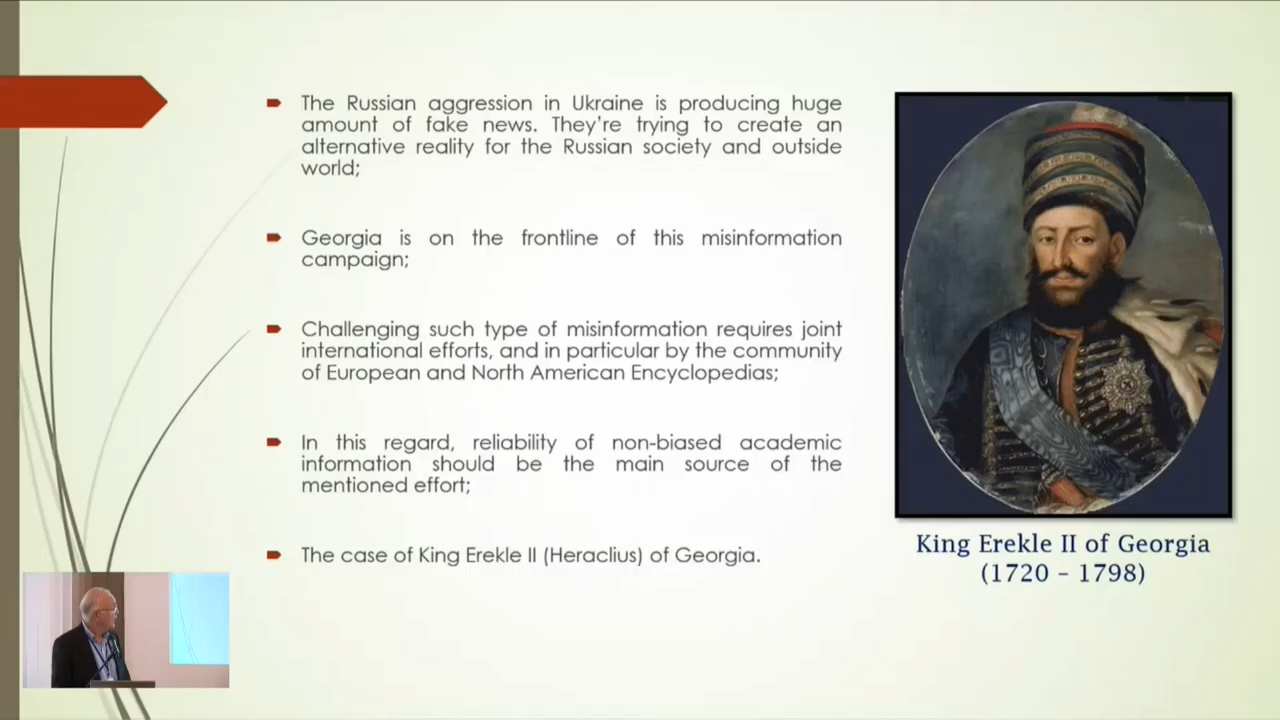 The Russian aggression in Ukraine is producing huge
amount of fake news. They're trying to create an
alternative reality for the Russian society and outside
world;
Georgia is on the frontline of this misinformation
campaign;
Challenging such type of misinformation requires joint
international efforts, and in particular by the community
of European and North American Encyclopedias;
In this regard, reliability of non-biased academic
information should be the main source of the
mentioned effort;
The case of King Erekle II (Heraclius) of Georgia.
King Erekle II of Georgia
(1720 – 1798)